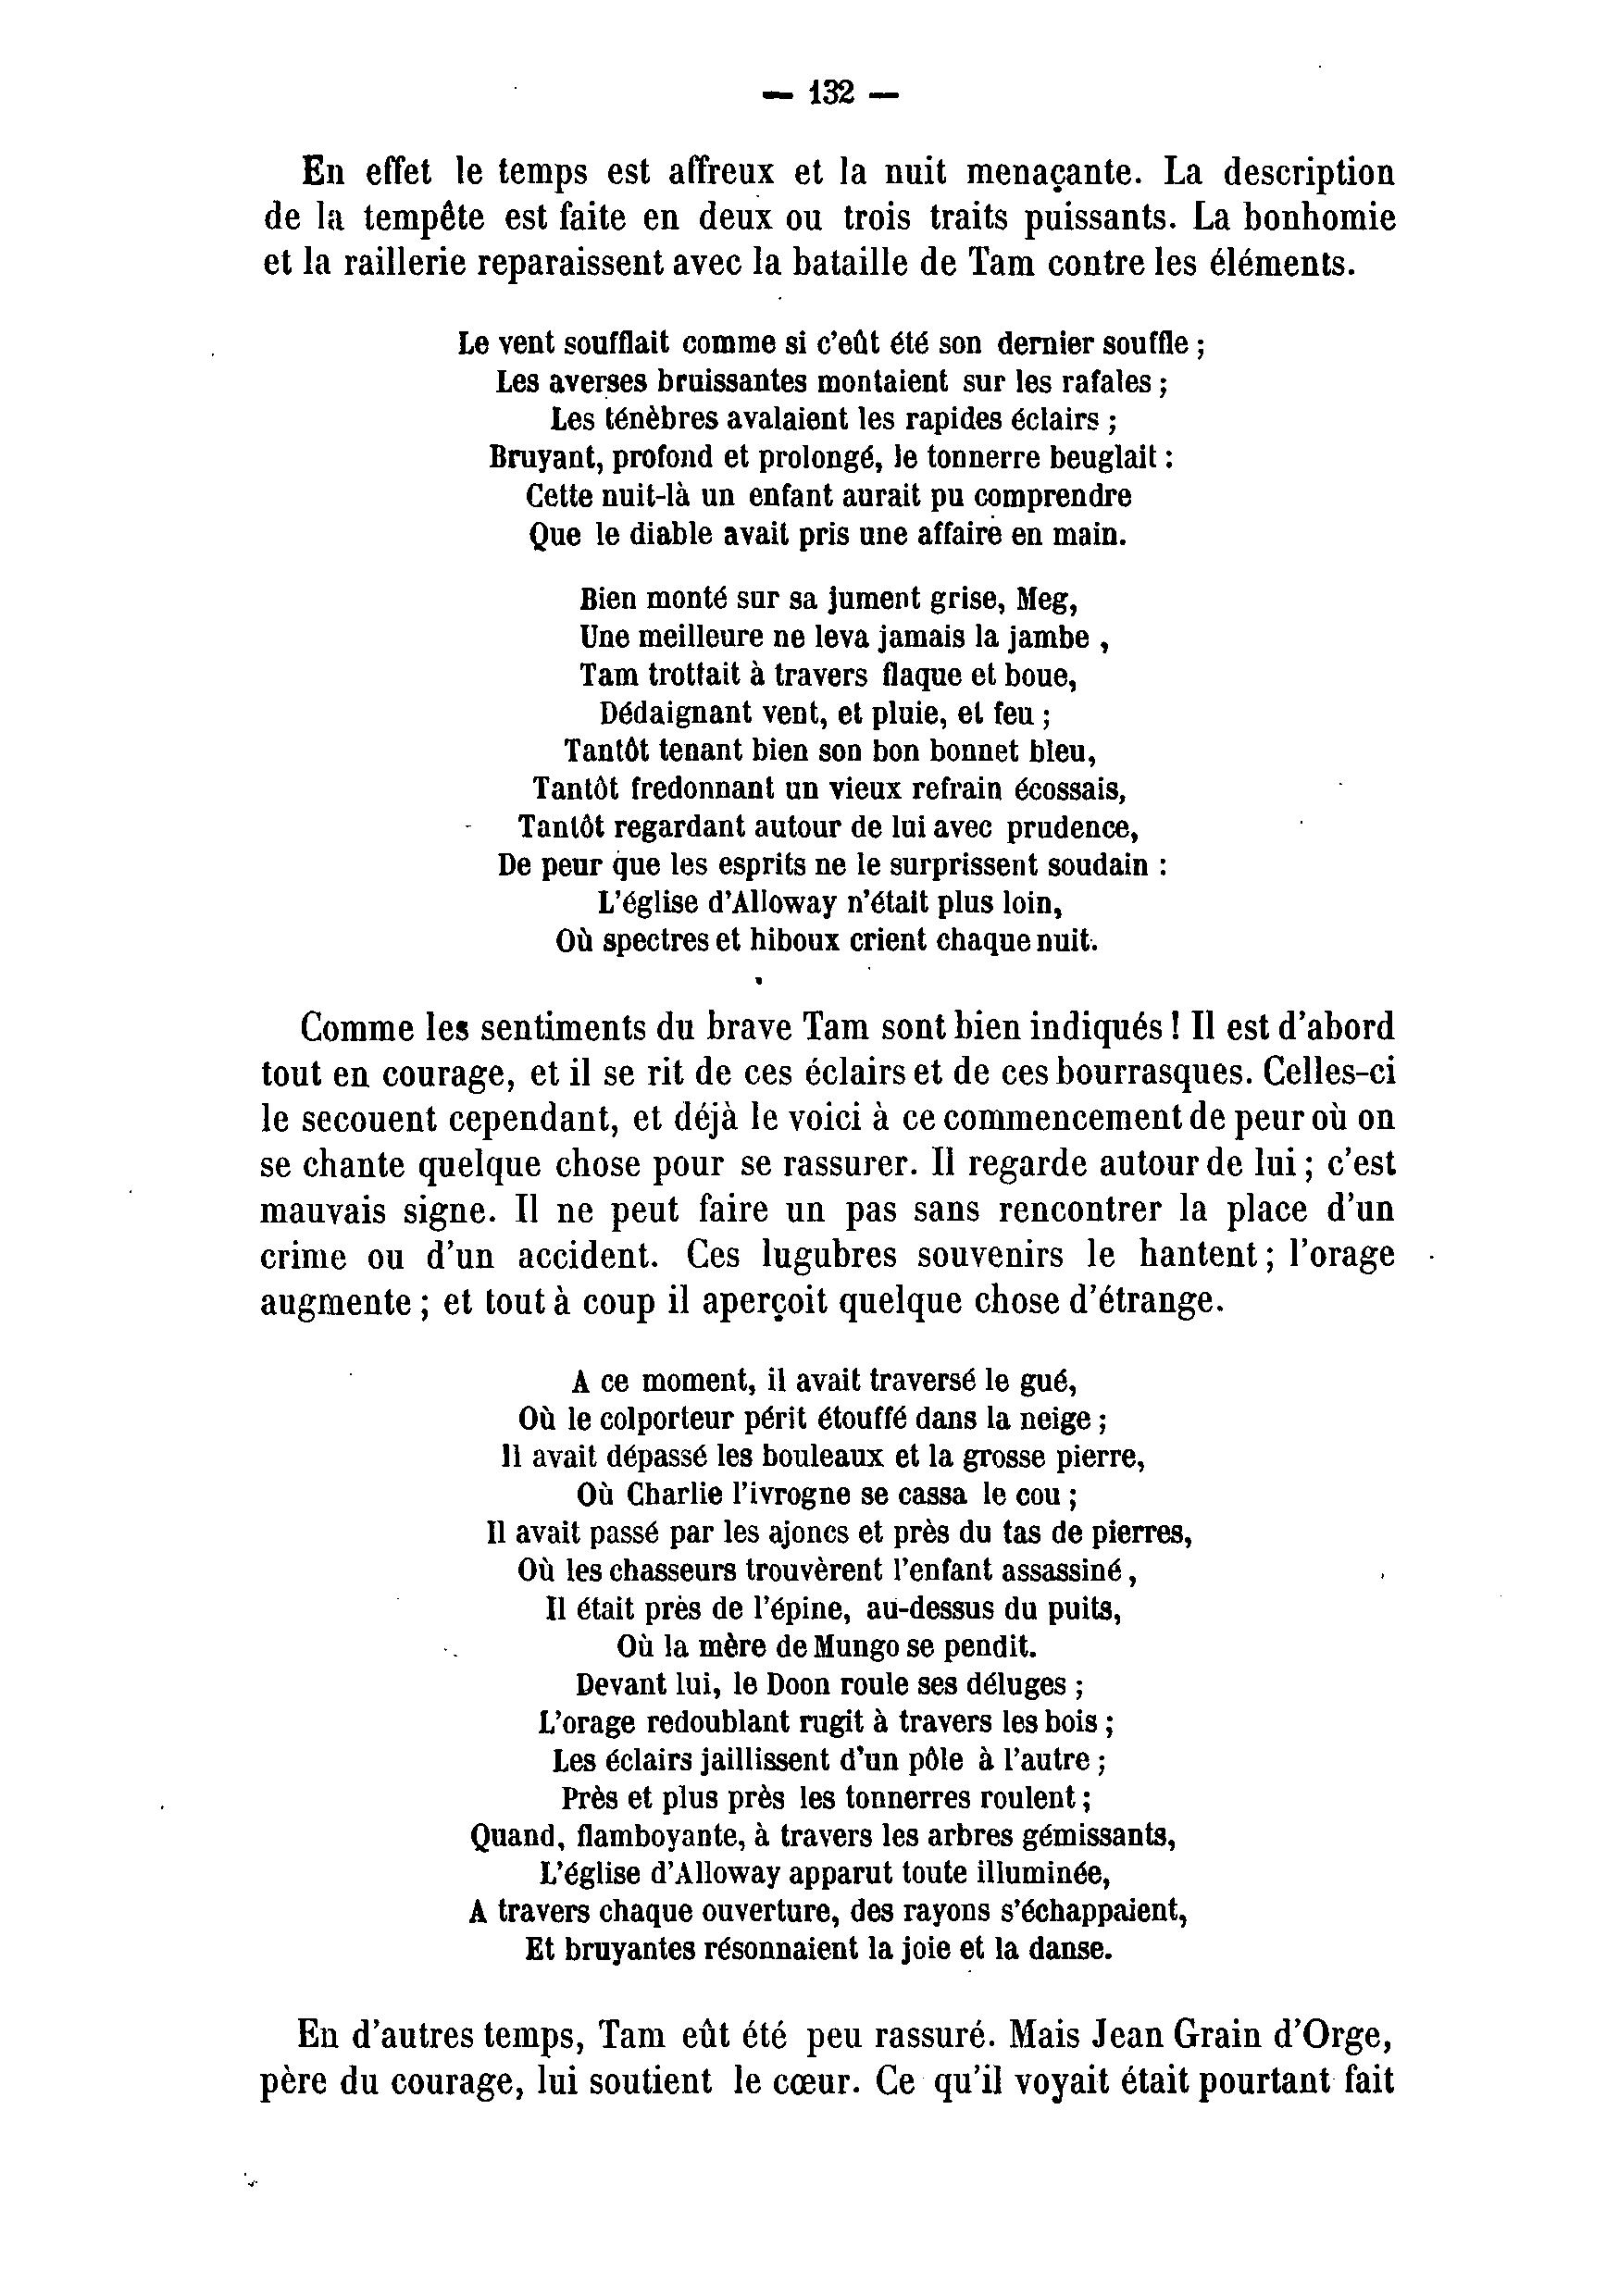 — 132 —
En effet le temps est affreux et la nuit menaçante. La description
de la tempête est faite en deux ou trois traits puissants. La bonhomie
et la raillerie reparaissent avec la bataille de Tam contre les éléments.
Le vent soufflait comme si c'eût été son dernier souffle ;
Les averses bruissantes montaient sur les rafales ;
Les ténèbres avalaient les rapides éclairs ;
Bruyant, profond et prolongé, le tonnerre beuglait :
Cette nuit-là un enfant aurait pu comprendre
Que le diable avait pris une affaire en main.
Bien monté sur sa jument grise, Meg,
Une meilleure ne leva jamais la jambe ,
Tam trottait à travers flaque et boue,
Dédaignant vent, et pluie, et feu ;
Tantôt tenant bien son bon bonnet bleu,
Tantôt fredonnant un vieux refrain écossais,
Tantôt regardant autour de lui avec prudence,
De peur que les esprits ne le surprissent soudain :
L'église d'Alloway n'était plus loin,
Où spectres et hiboux crient chaque nuit.
Comme les sentiments du brave Tam sont bien indiqués ! Il est d'abord
tout en courage, et il se rit de ces éclairs et de ces bourrasques. Celles-ci
le secouent cependant, et déjà le voici à ce commencement de peur où on
se chante quelque chose pour se rassurer. Il regarde autour de lui ; c'est
mauvais signe. Il ne peut faire un pas sans rencontrer la place d'un
crime ou d'un accident. Ces lugubres souvenirs le hantent ; l'orage
augmente ; et tout à coup il aperçoit quelque chose d'étrange.
A ce moment, il avait traversé le gué,
Où le colporteur périt étouffé dans la neige ;
Il avait dépassé les bouleaux et la grosse pierre,
Où Charlie l'ivrogne se cassa le cou ;
Il avait passé par les ajoncs et près du tas de pierres,
Où les chasseurs trouvèrent l'enfant assassiné ,
Il était près de l'épine, au-dessus du puits,
Où la mère de Mungo se pendit.
Devant lui, le Doon roule ses déluges ;
L'orage redoublant rugit à travers les bois ;
Les éclairs jaillissent d'un pôle à l'autre ;
Près et plus près les tonnerres roulent ;
Quand, flamboyante, à travers les arbres gémissants,
L'église d'Alloway apparut toute illuminée,
A travers chaque ouverture, des rayons s'échappaient,
Et bruyantes résonnaient la joie et la danse.
En d'autres temps, Tam eût été peu rassuré. Mais Jean Grain d'Orge,
père du courage, lui soutient le cœur. Ce qu'il voyait était pourtant fait